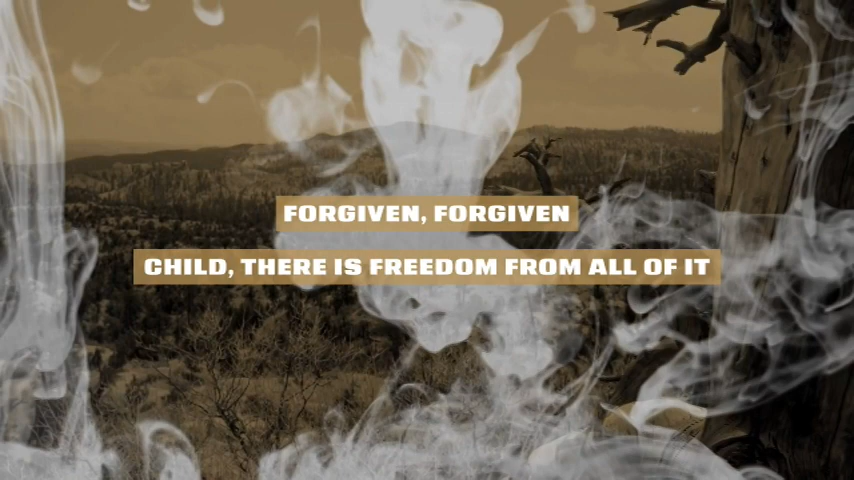 FORGIVEN, FORGIVEN
CHILD, THERE IS FREEDOM FROM ALL OF IT